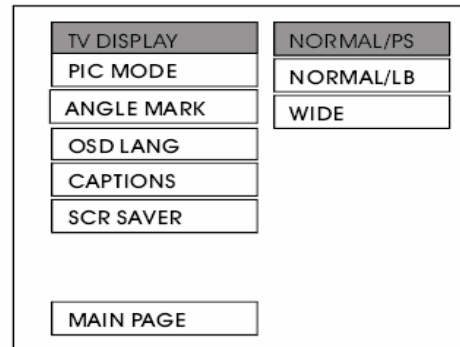 TV DISPLAY
PIC MODE
ANGLE MARK
OSD LANG
CAPTIONS
SCR SAVER
MAIN PAGE
NORMAL/PS
NORMAL/LB
WIDE